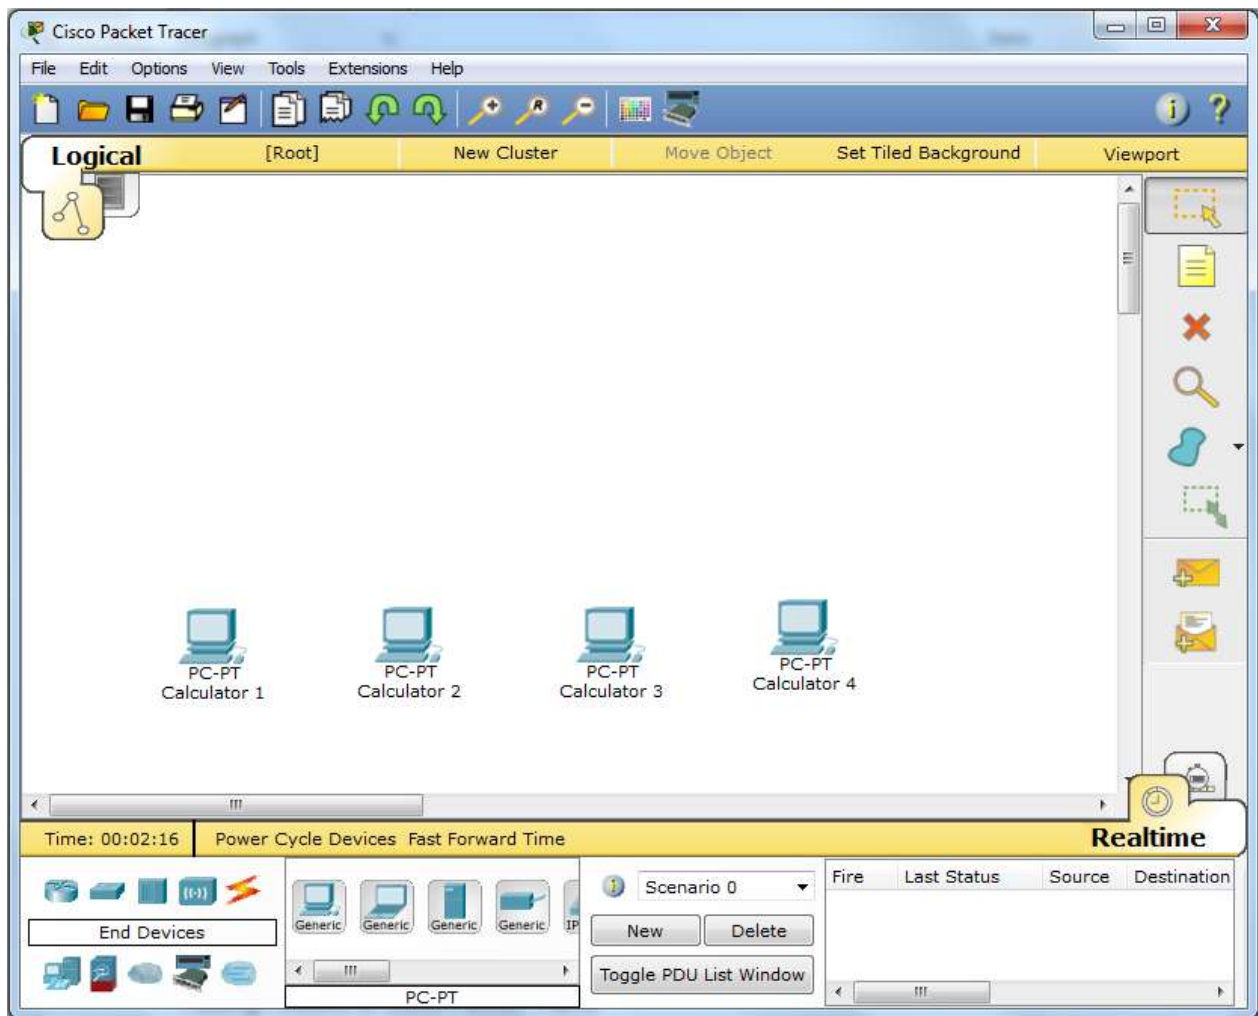 Cisco Packet Tracer
File Edit Options View Tools Extensions Help
R
i ?
Logical [Root] New Cluster Move Object Set Tiled Background Viewport
PC-PT
Calculator 1
PC-PT
Calculator 2
PC-PT
Calculator 3
PC-PT
Calculator 4
Time: 00:02:16 Power Cycle Devices Fast Forward Time Realtime
End Devices
Generic Generic Generic Generic IP
PC-PT
i Scenario 0
New Delete
Toggle PDU List Window
Fire Last Status Source Destination